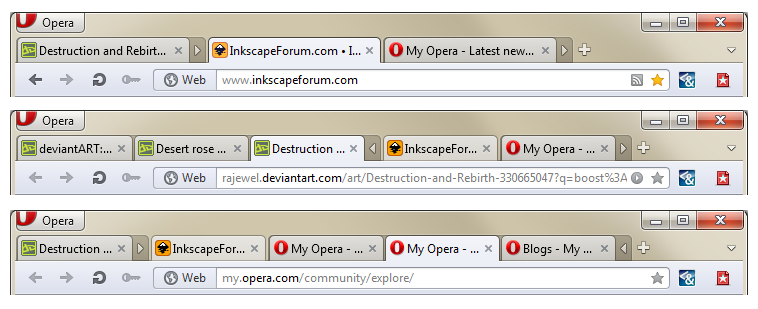 Opera
Destruction and Rebirt... InkscapeForum.com • I... My Opera - Latest new...
Web www.inkscapeforum.com
Opera
deviantART:... Desert rose ... Destruction ... InkscapeFor... My Opera - ...
Web rajewel.deviantart.com/art/Destruction-and-Rebirth-330665047?q=boost%3A
Opera
Destruction ... InkscapeFor... My Opera - ... My Opera - ... Blogs - My ...
Web my.opera.com/community/explore/